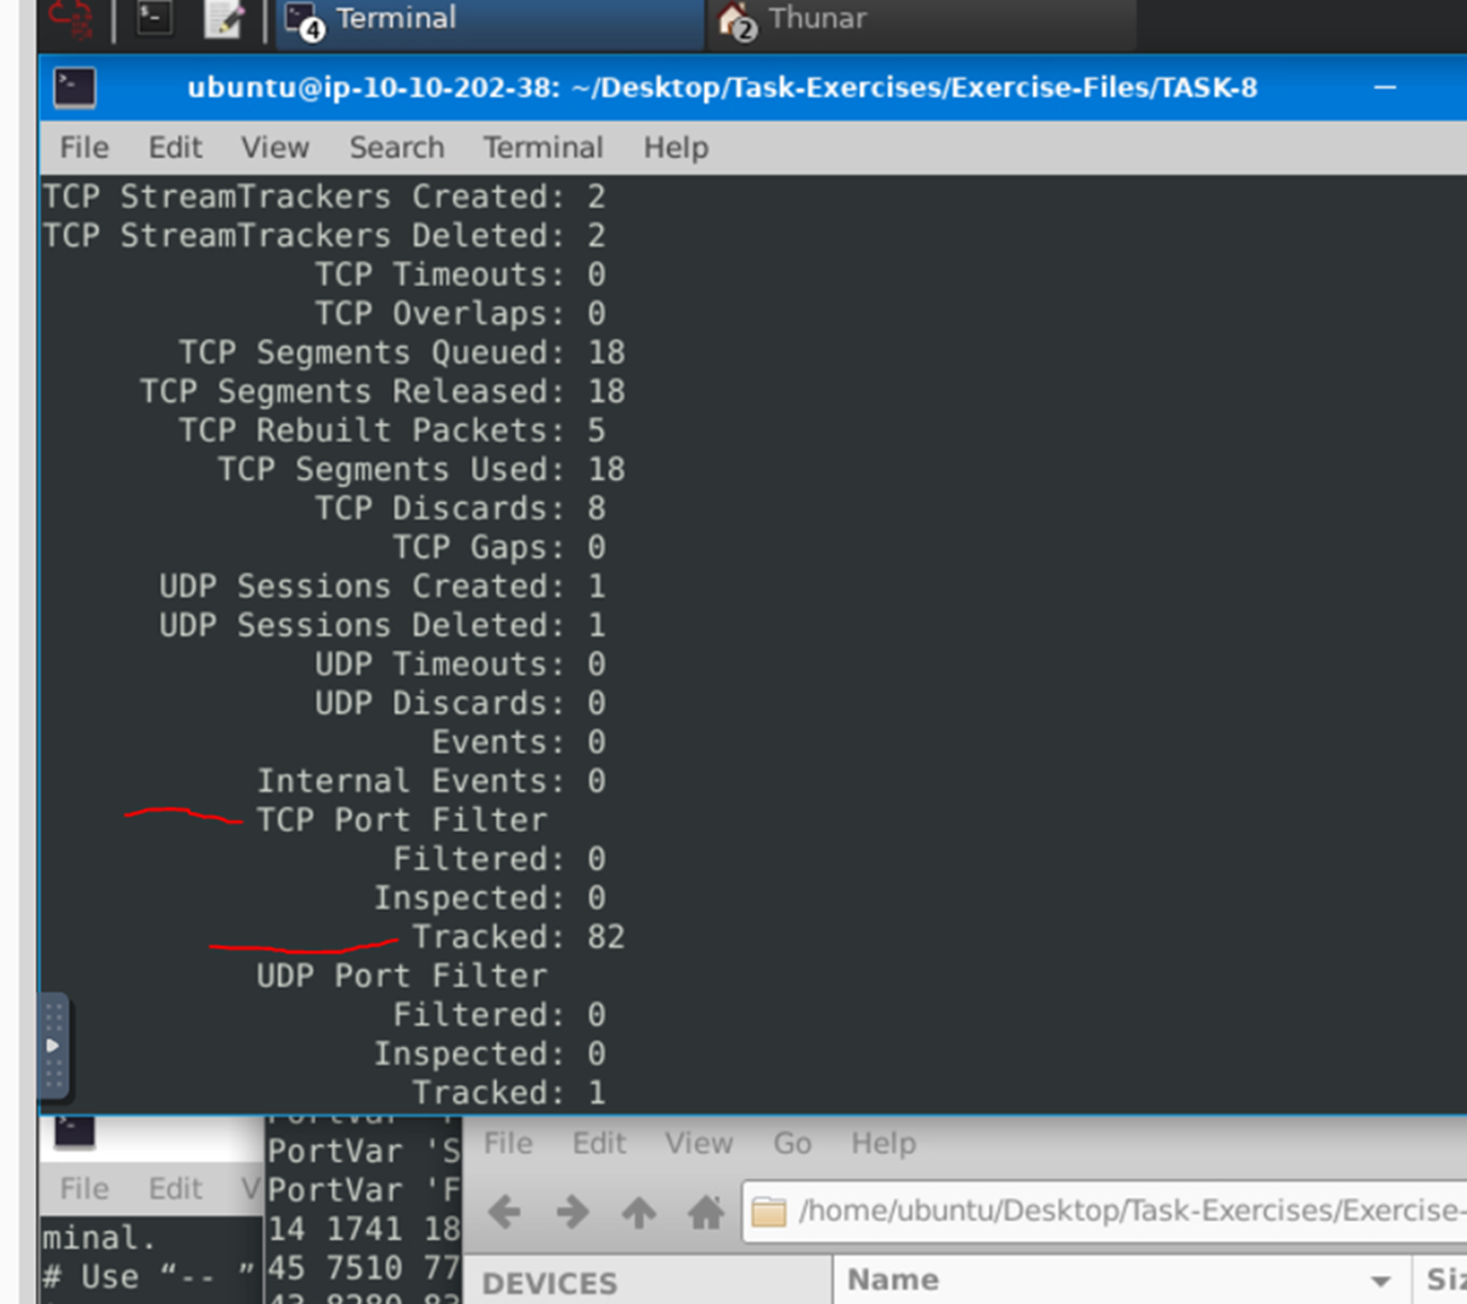 4 Terminal 2 Thunar
ubuntu@ip-10-10-202-38: ~/Desktop/Task-Exercises/Exercise-Files/TASK-8
File Edit View Search Terminal Help
TCP StreamTrackers Created: 2
TCP StreamTrackers Deleted: 2
TCP Timeouts: 0
TCP Overlaps: 0
TCP Segments Queued: 18
TCP Segments Released: 18
TCP Rebuilt Packets: 5
TCP Segments Used: 18
TCP Discards: 8
TCP Gaps: 0
UDP Sessions Created: 1
UDP Sessions Deleted: 1
UDP Timeouts: 0
UDP Discards: 0
Events: 0
Internal Events: 0
TCP Port Filter
Filtered: 0
Inspected: 0
Tracked: 82
UDP Port Filter
Filtered: 0
Inspected: 0
Tracked: 1
File Edit V
minal.
# Use “-- ”
PortVar 'S
PortVar 'F
14 1741 18
45 7510 77
File Edit View Go Help
/home/ubuntu/Desktop/Task-Exercises/Exercise-
DEVICES
Name Siz